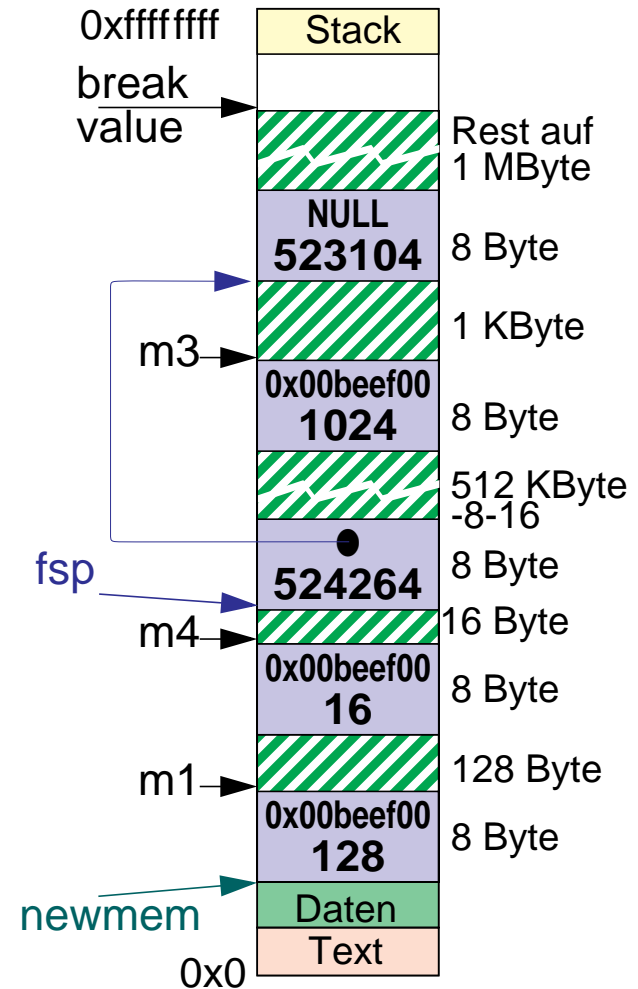 0xffffffff
Stack
break
value
Rest auf
1 MByte
NULL
523104
8 Byte
1 KByte
m3
0x00beef00
1024
8 Byte
512 KByte
-8-16
524264
8 Byte
fsp
16 Byte
m4
0x00beef00
16
8 Byte
128 Byte
m1
0x00beef00
128
8 Byte
newmem
Daten
Text
0x0